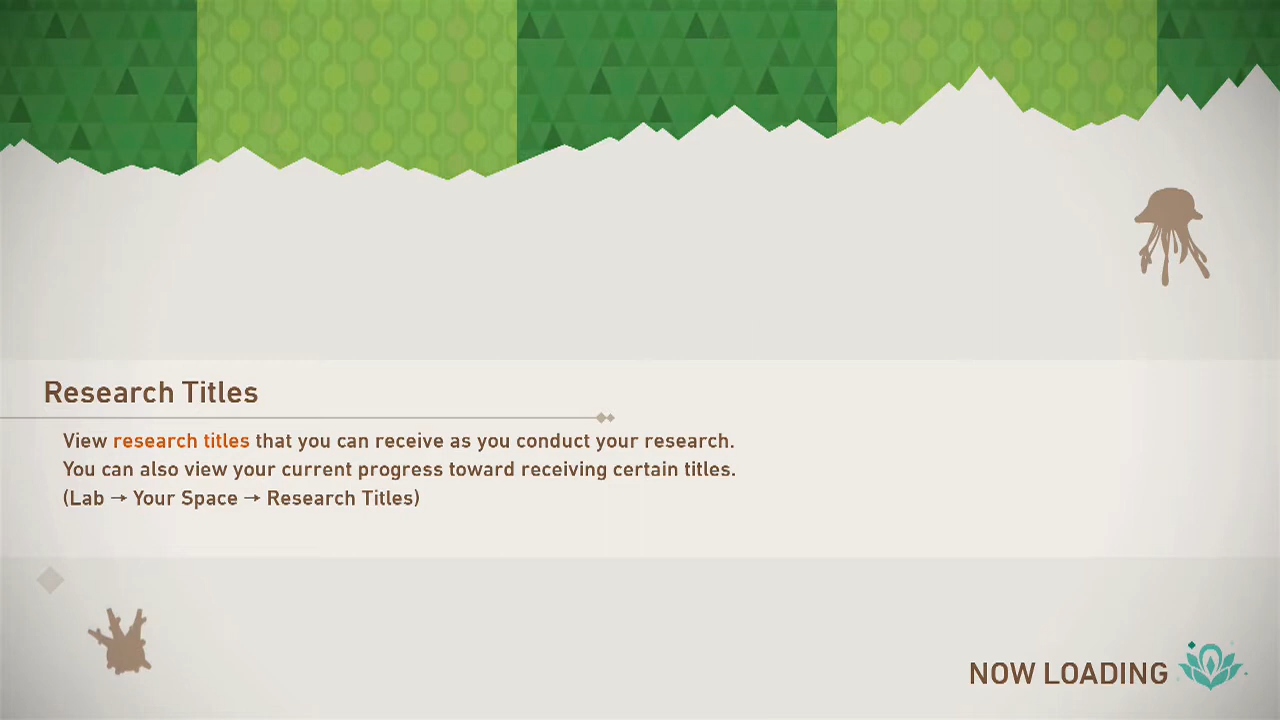 Research Titles
View research titles that you can receive as you conduct your research.
You can also view your current progress toward receiving certain titles.
(Lab → Your Space → Research Titles)
NOW LOADING